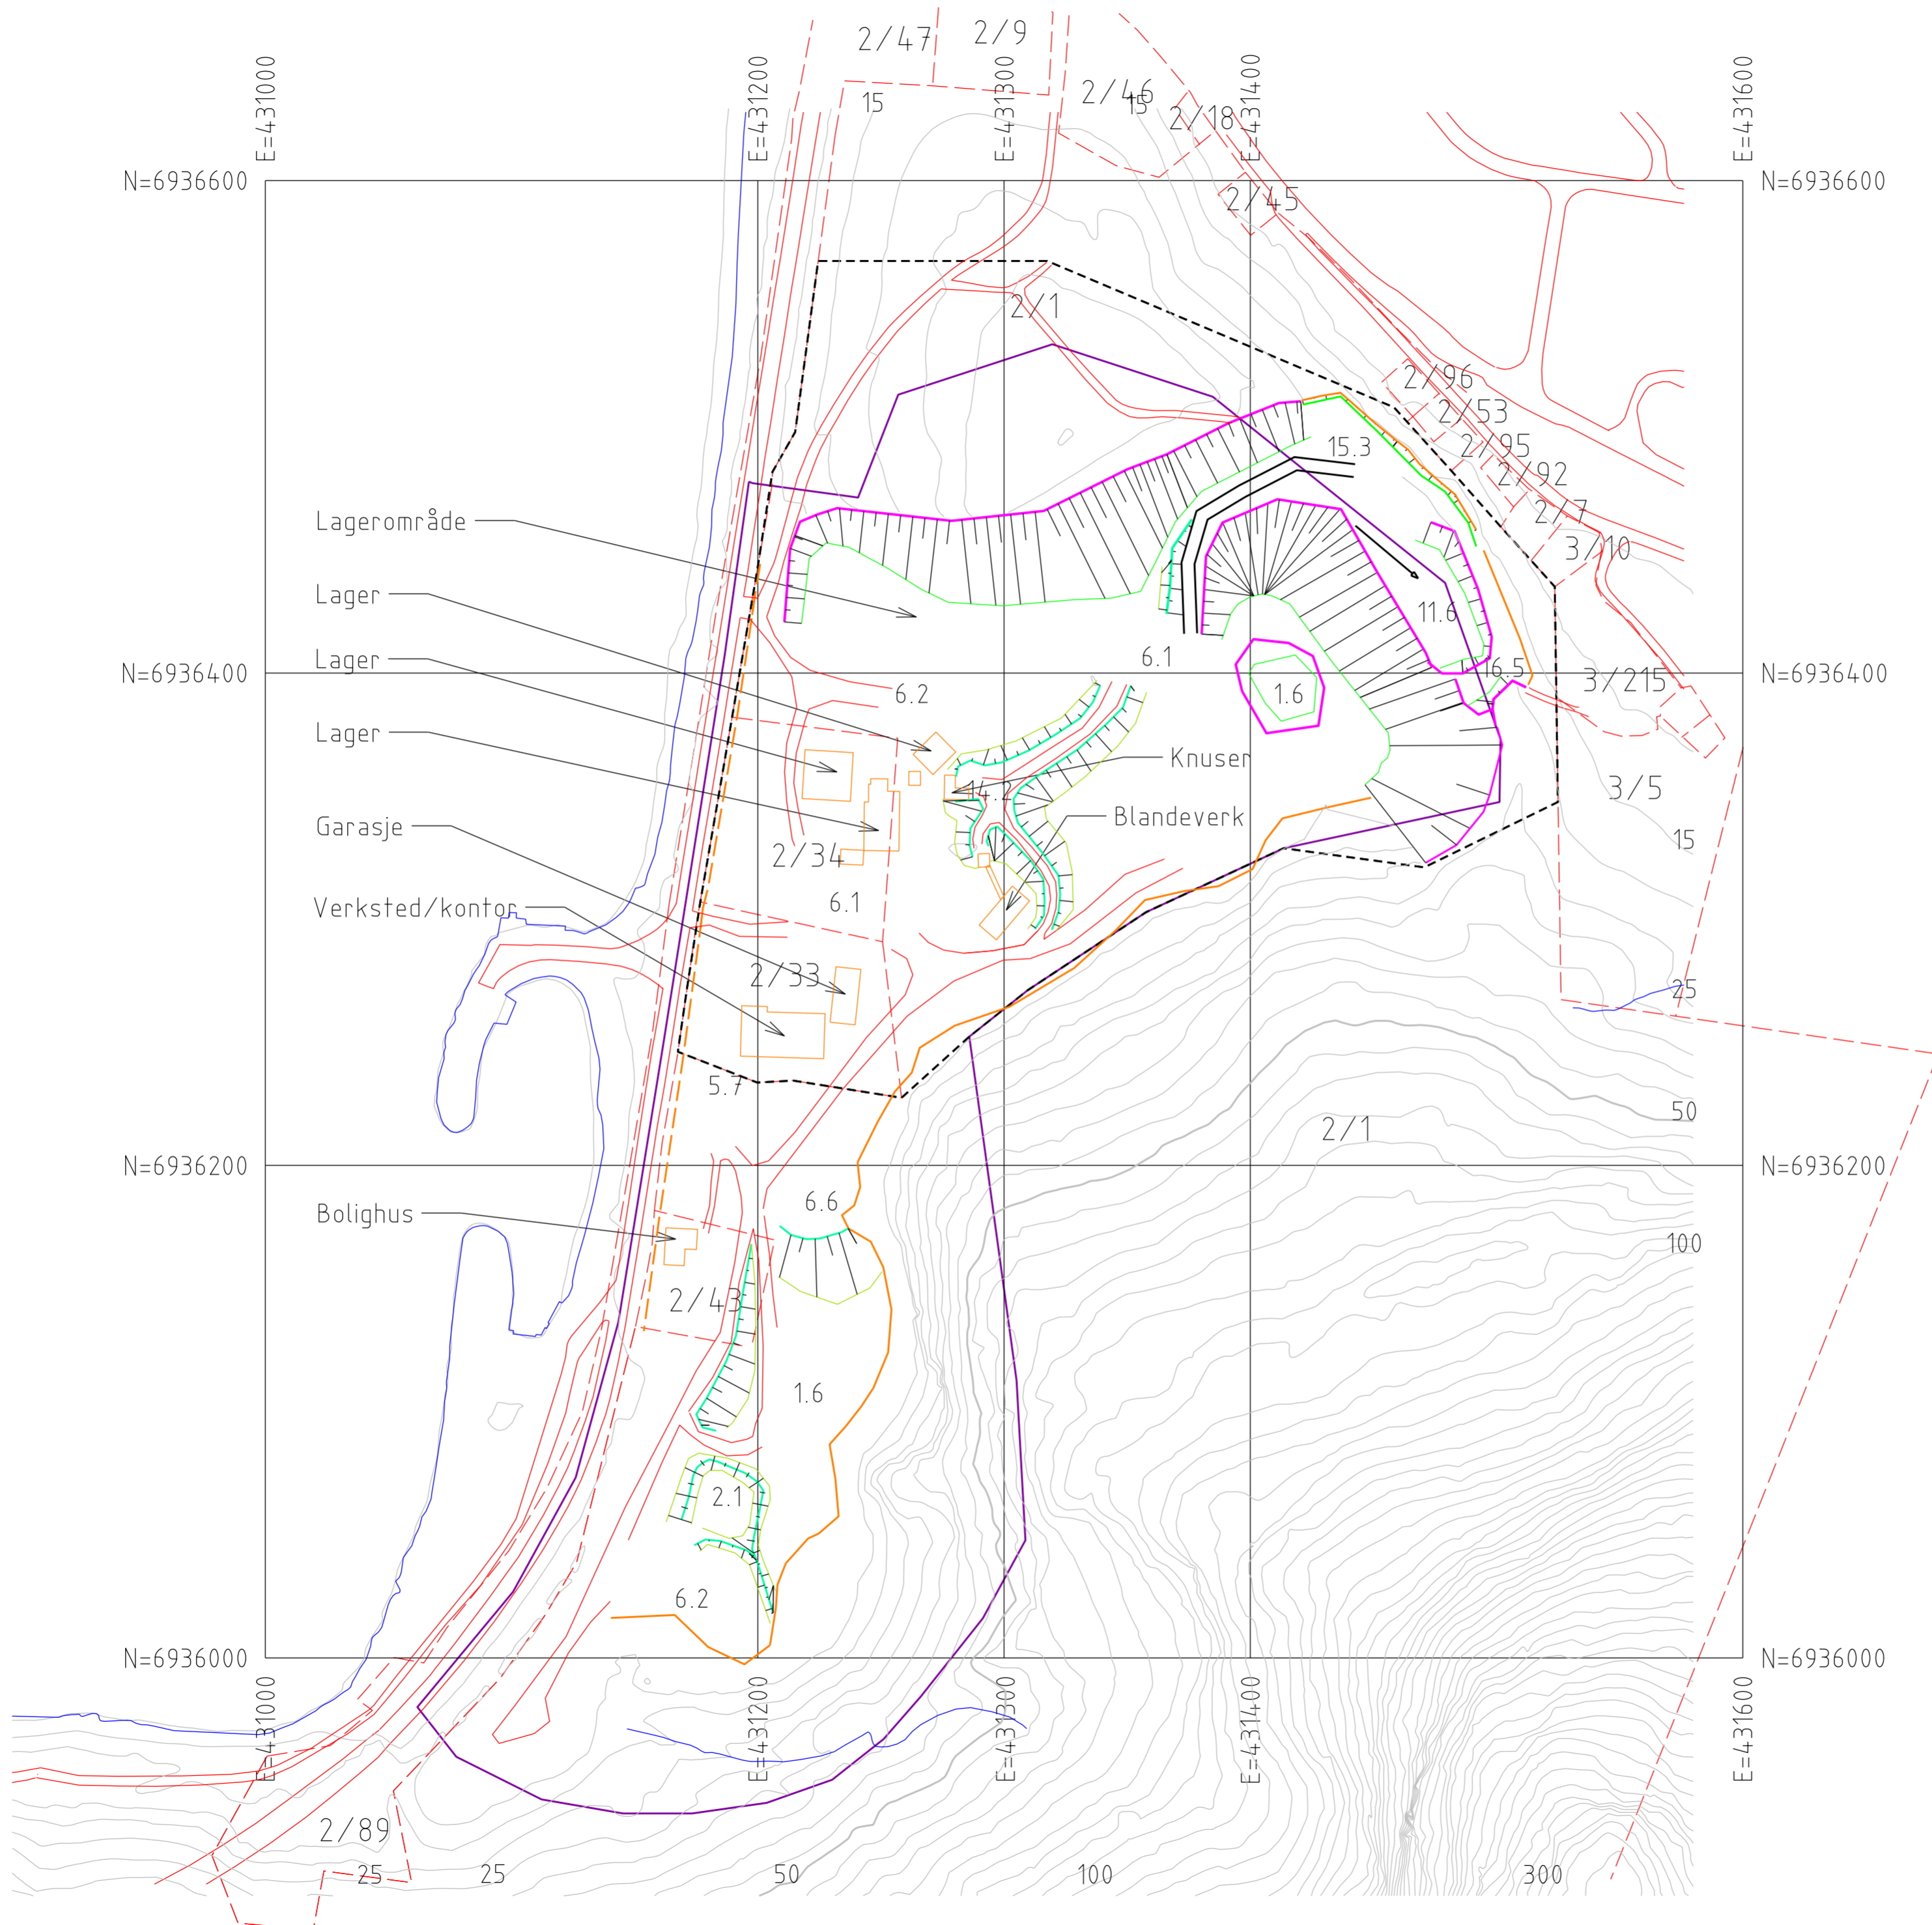 2/47
2/9
E=431000
E=431200
E=431300
E=431400
E=431600
15
2/46
15
2/18
N=6936600
N=6936600
2/45
2/1
2/96
2/53
15.3
2/95
2/92
2/7
3/10
Lagerområde
Lager
11.6
Lager
6.1
16.5
N=6936400
N=6936400
3/215
6.2
1.6
Lager
Knuser
14.2
3/5
Blandeverk
Garasje
15
2/34
6.1
Verksted/kontor
2/33
25
5.7
50
2/1
N=6936200
N=6936200
6.6
Bolighus
100
2/43
1.6
2.1
6.2
N=6936000
N=6936000
E=431000
E=431200
E=431300
E=431400
E=431600
2/89
25
25
50
100
300